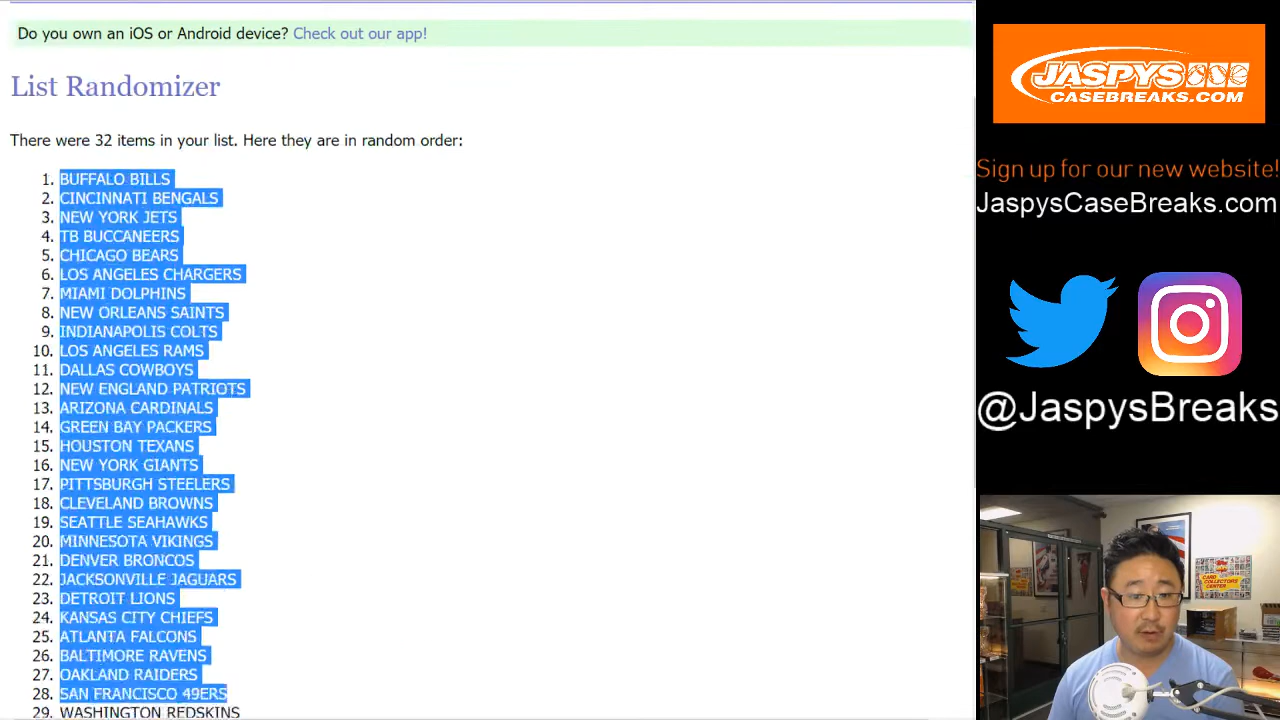 Do you own an iOS or Android device? Check out our app!
List Randomizer
There were 32 items in your list. Here they are in random order:
1. BUFFALO BILLS
2. CINCINNATI BENGALS
3. NEW YORK JETS
4. TB BUCCANEERS
5. CHICAGO BEARS
6. LOS ANGELES CHARGERS
7. MIAMI DOLPHINS
8. NEW ORLEANS SAINTS
9. INDIANAPOLIS COLTS
10. LOS ANGELES RAMS
11. DALLAS COWBOYS
12. NEW ENGLAND PATRIOTS
13. ARIZONA CARDINALS
14. GREEN BAY PACKERS
15. HOUSTON TEXANS
16. NEW YORK GIANTS
17. PITTSBURGH STEELERS
18. CLEVELAND BROWNS
19. SEATTLE SEAHAWKS
20. MINNESOTA VIKINGS
21. DENVER BRONCOS
22. JACKSONVILLE JAGUARS
23. DETROIT LIONS
24. KANSAS CITY CHIEFS
25. ATLANTA FALCONS
26. BALTIMORE RAVENS
27. OAKLAND RAIDERS
28. SAN FRANCISCO 49ERS
29. WASHINGTON REDSKINS
JASPYS
CASEBREAKS.COM
Sign up for our new website!
JaspysCaseBreaks.com
@JaspysBreaks